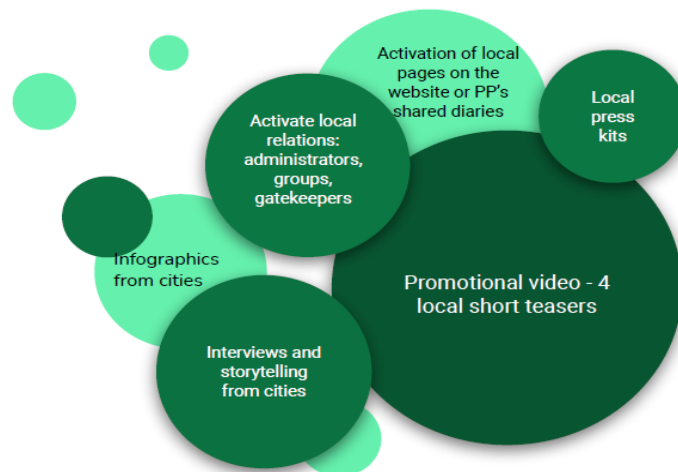 Activation of local
pages on the
website or PP's
shared diaries
Local
press
kits
Activate local
relations:
administrators,
groups,
gatekeepers
Infographics
from cities
Promotional video - 4
local short teasers
Interviews and
storytelling
from cities